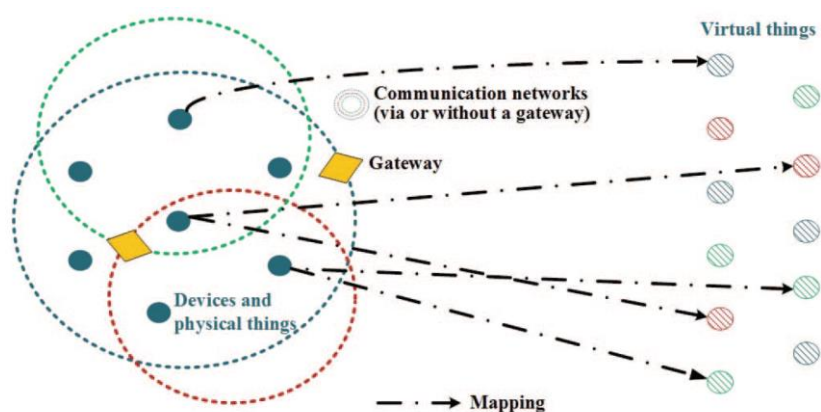 Virtual things
Communication networks
(via or without a gateway)
Gateway
Devices and
physical things
Mapping